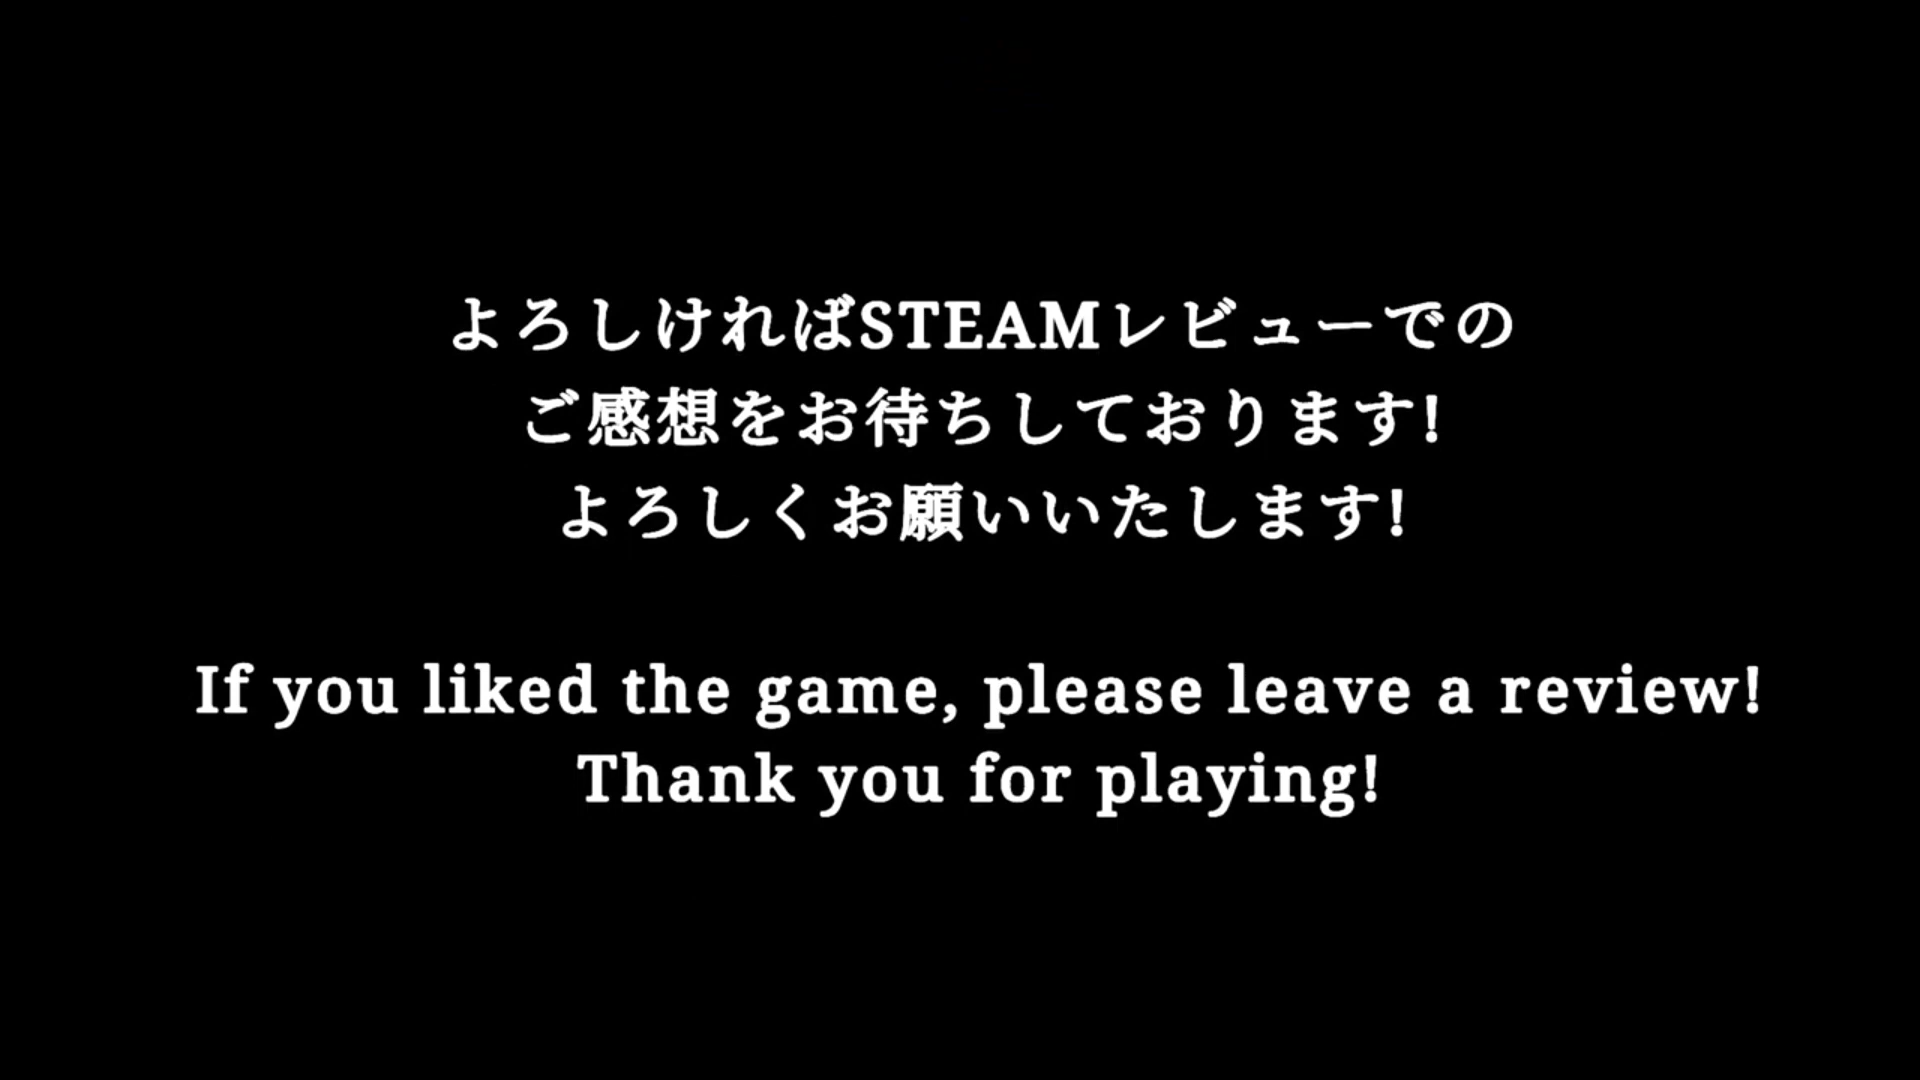 よろしければSTEAMレビューでの
ご感想をお待ちしております!
よろしくお願いいたします!
If you liked the game, please leave a review!
Thank you for playing!